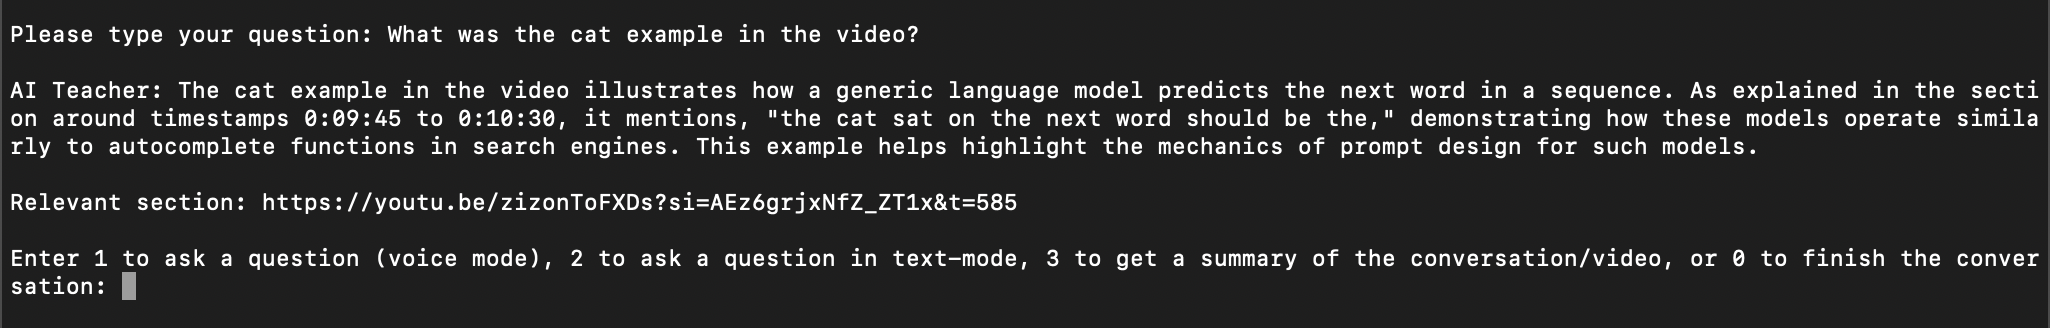 Please type your question: What was the cat example in the video?
AI Teacher: The cat example in the video illustrates how a generic language model predicts the next word in a sequence. As explained in the secti
on around timestamps 0:09:45 to 0:10:30, it mentions, "the cat sat on the next word should be the," demonstrating how these models operate simila
rly to autocomplete functions in search engines. This example helps highlight the mechanics of prompt design for such models.
Relevant section: https://youtu.be/zizonToFXDs?si=AEz6grjxNfZ_ZT1x&t=585
Enter 1 to ask a question (voice mode), 2 to ask a question in text-mode, 3 to get a summary of the conversation/video, or 0 to finish the conver
sation: